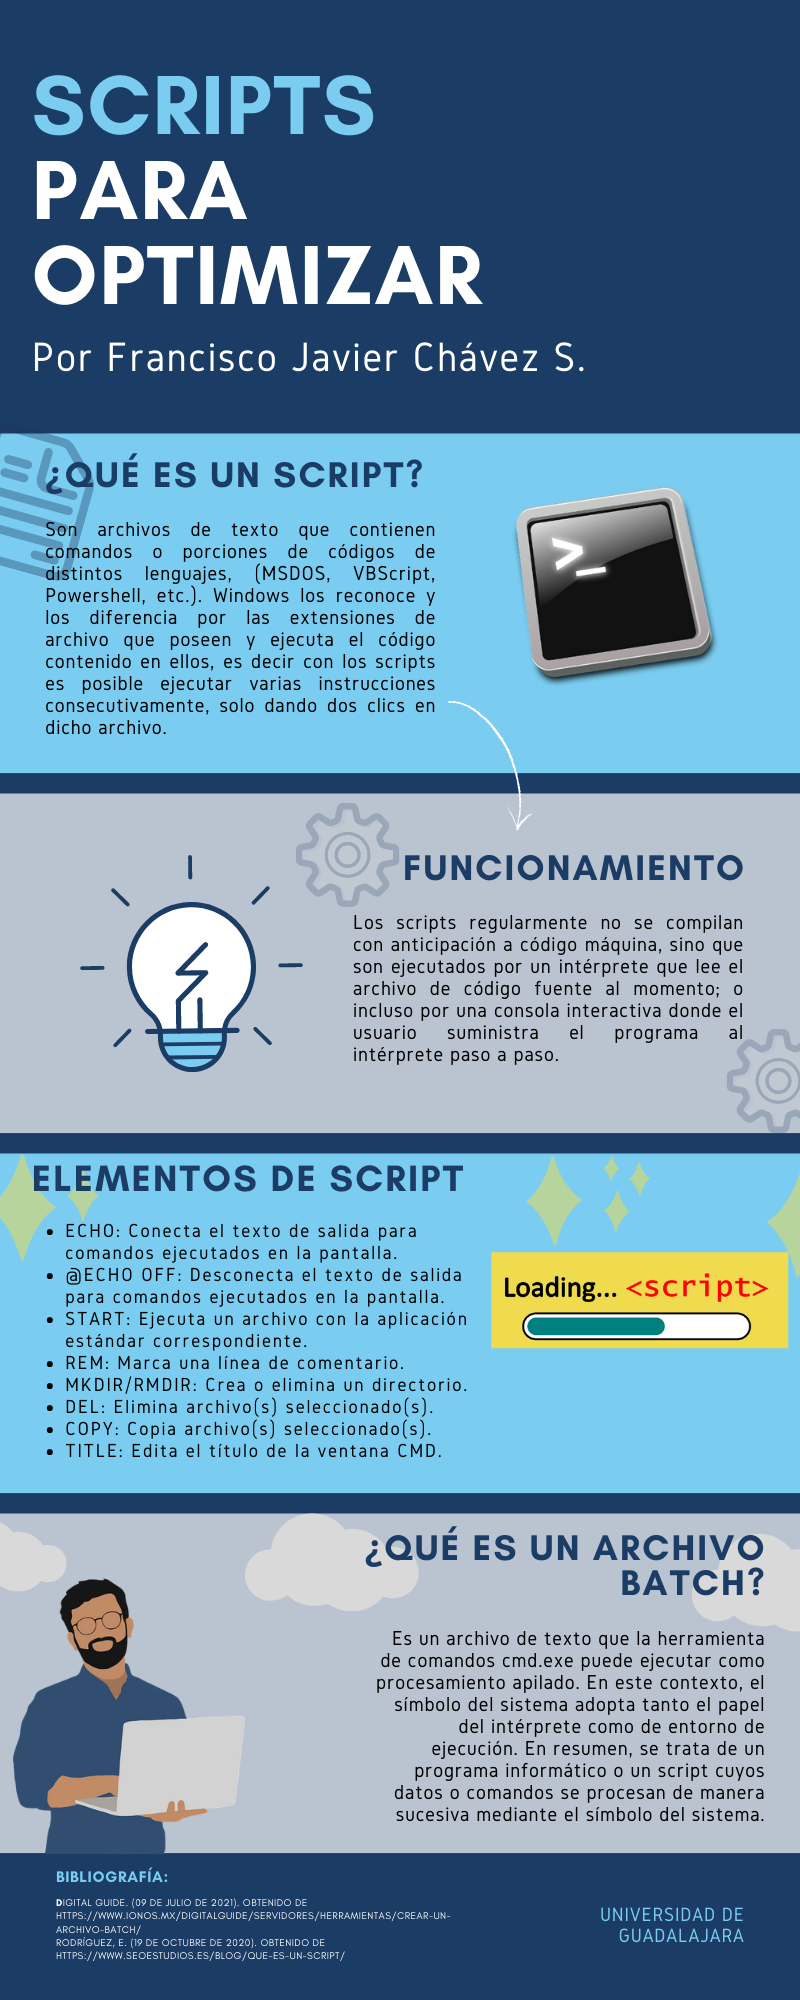 SCRIPTS
PARA
OPTIMIZAR
Por Francisco Javier Chávez S.
¿QUÉ ES UN SCRIPT?
Son archivos de texto que contienen
comandos o porciones de códigos de
distintos lenguajes, (MSDOS, VBScript,
Powershell, etc.). Windows los reconoce y
los diferencia por las extensiones de
archivo que poseen y ejecuta el código
contenido en ellos, es decir con los scripts
es posible ejecutar varias instrucciones
consecutivamente, solo dando dos clics en
dicho archivo.
>_
FUNCIONAMIENTO
Los scripts regularmente no se compilan
con anticipación a código máquina, sino que
son ejecutados por un intérprete que lee el
archivo de código fuente al momento; o
incluso por una consola interactiva donde el
usuario suministra el programa al
intérprete paso a paso.
ELEMENTOS DE SCRIPT
• ECHO: Conecta el texto de salida para
comandos ejecutados en la pantalla.
• @ECHO OFF: Desconecta el texto de salida
para comandos ejecutados en la pantalla.
• START: Ejecuta un archivo con la aplicación
estándar correspondiente.
• REM: Marca una línea de comentario.
• MKDIR/RMDIR: Crea o elimina un directorio.
• DEL: Elimina archivo(s) seleccionado(s).
• COPY: Copia archivo(s) seleccionado(s).
• TITLE: Edita el título de la ventana CMD.
Loading... <script>
¿QUÉ ES UN ARCHIVO
BATCH?
Es un archivo de texto que la herramienta
de comandos cmd.exe puede ejecutar como
procesamiento apilado. En este contexto, el
símbolo del sistema adopta tanto el papel
del intérprete como de entorno de
ejecución. En resumen, se trata de un
programa informático o un script cuyos
datos o comandos se procesan de manera
sucesiva mediante el símbolo del sistema.
BIBLIOGRAFÍA:
DIGITAL GUIDE. (09 DE JULIO DE 2021). OBTENIDO DE
HTTPS://WWW.IONOS.MX/DIGITALGUIDE/SERVIDORES/HERRAMIENTAS/CREAR-UN-
ARCHIVO-BATCH/
RODRÍGUEZ, E. (19 DE OCTUBRE DE 2020). OBTENIDO DE
HTTPS://WWW.SEOESTUDIOS.ES/BLOG/QUE-ES-UN-SCRIPT/
UNIVERSIDAD DE
GUADALAJARA